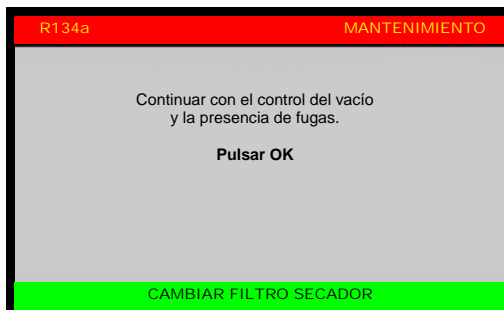 R134a MANTENIMIENTO
Continuar con el control del vacío
y la presencia de fugas.
Pulsar OK
CAMBIAR FILTRO SECADOR